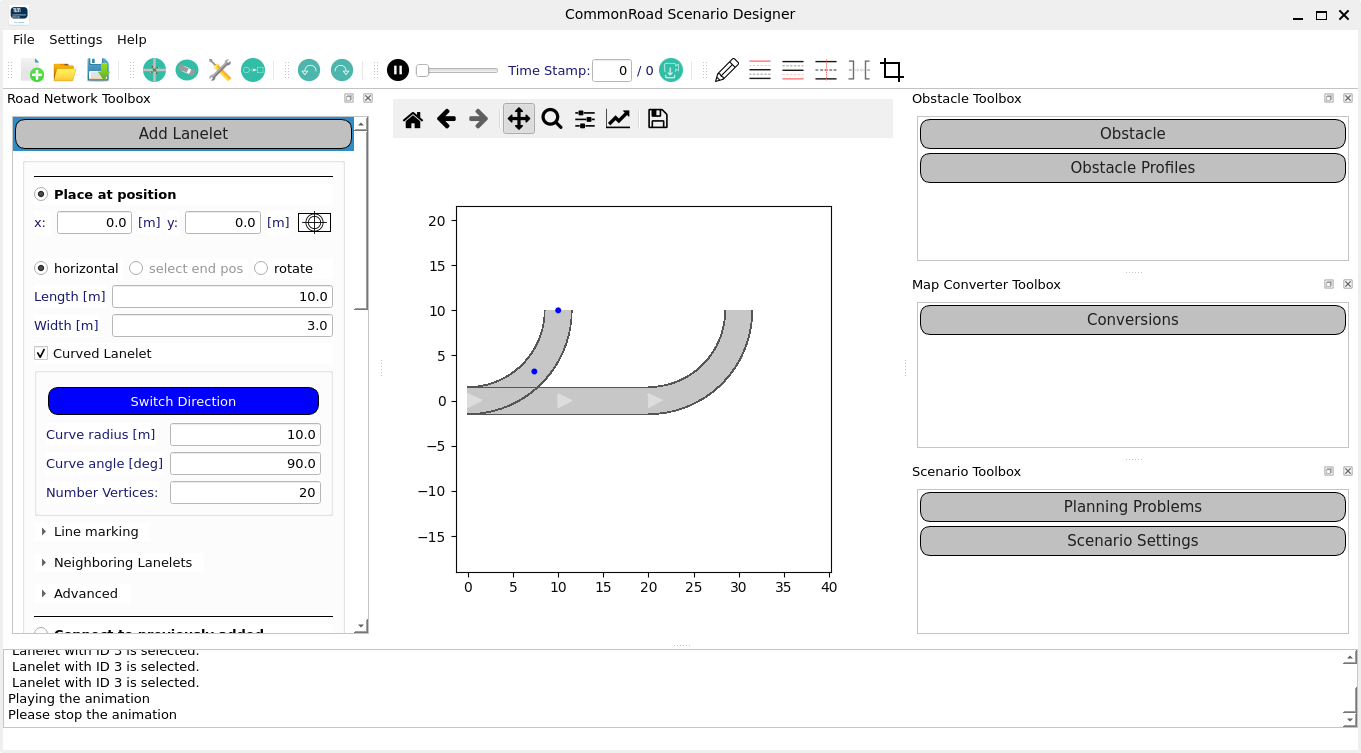 CommonRoad Scenario Designer
File Settings Help
Time Stamp: 0 / 0
Road Network Toolbox
Add Lanelet
Place at position
x: 0.0 [m] y: 0.0 [m]
horizontal select end pos rotate
Length [m] 10.0
Width [m] 3.0
Curved Lanelet
Switch Direction
Curve radius [m] 10.0
Curve angle [deg] 90.0
Number Vertices: 20
Line marking
Neighboring Lanelets
Advanced
Connect to previously added
20
15
10
5
0
−5
−10
−15
0 5 10 15 20 25 30 35 40
Obstacle Toolbox
Obstacle
Obstacle Profiles
Map Converter Toolbox
Conversions
Scenario Toolbox
Planning Problems
Scenario Settings
Lanelet with ID 3 is selected.
Lanelet with ID 3 is selected.
Lanelet with ID 3 is selected.
Playing the animation
Please stop the animation